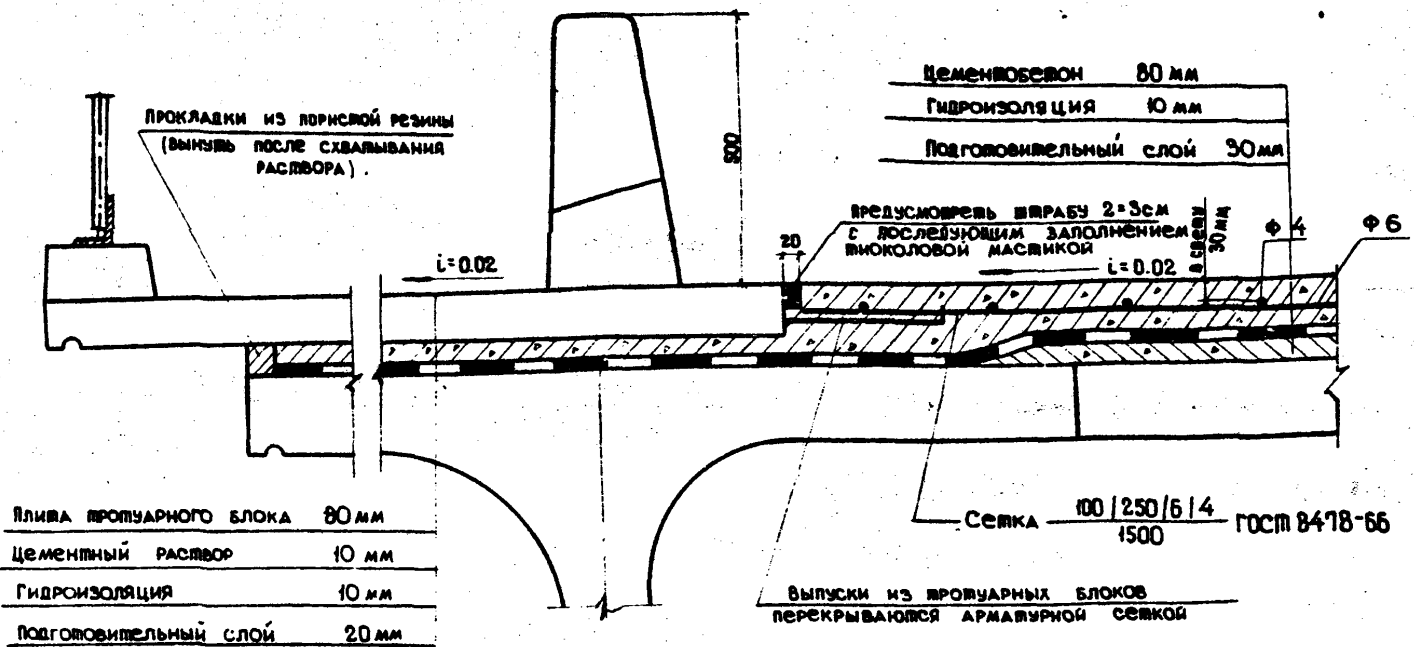 Цементобетон 80 мм
Гидроизоляция 10 мм
Подготовительный слой 30 мм
Прокладки из пористой резины
(вынуть после схватывания
раствора).
800
Предусмотреть штрабу 2×3см
с последующим заполнением
тиоколовой мастикой
20
в свету
30мм
Ф 4
Ф 6
i=0.02
i=0.02
Плита тротуарного блока 80 мм
Цементный раствор 10 мм
Гидроизоляция 10 мм
Подготовительный слой 20 мм
Сетка 100/250/6/4 ГОСТ 8478-66
1500
Выпуски из тротуарных блоков
перекрываются арматурной сеткой